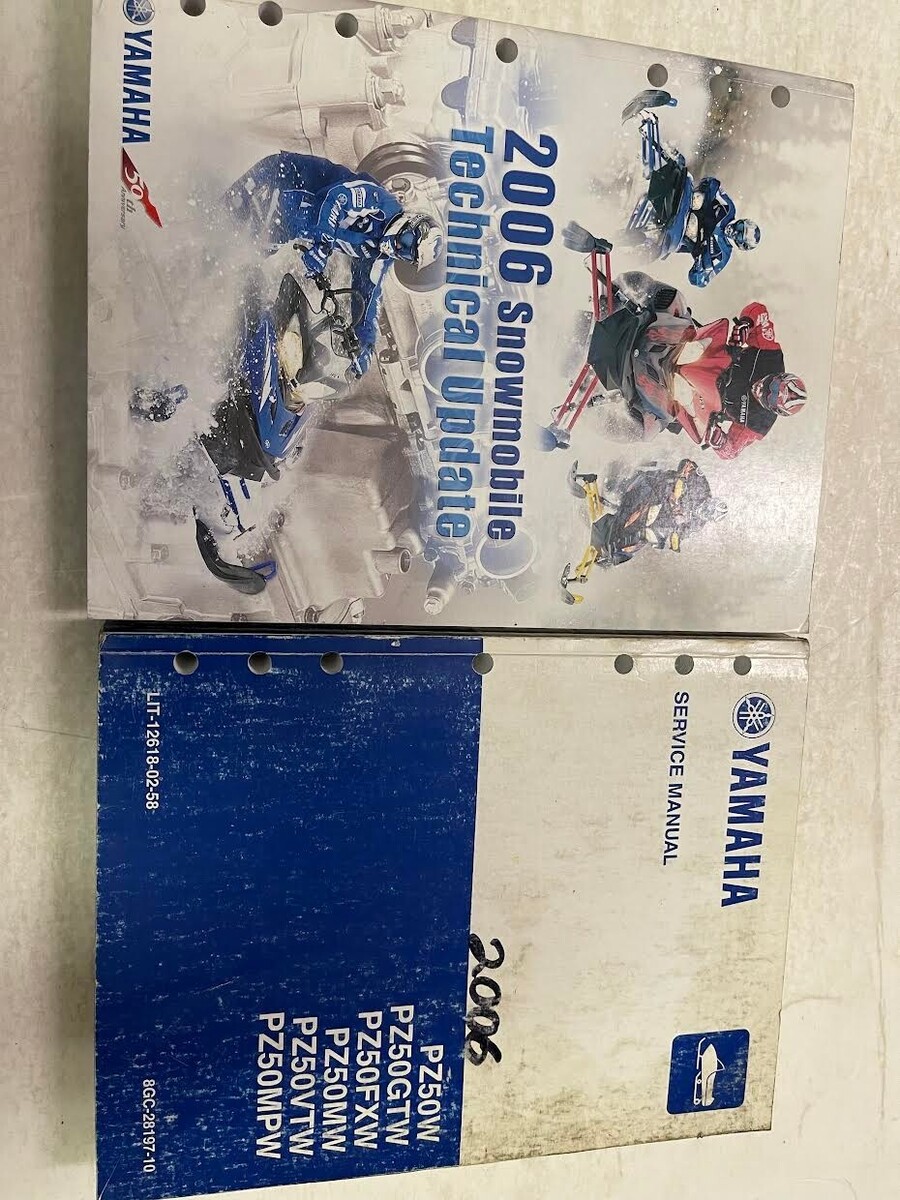 YAMAHA
50th
Anniversary
2006 Snowmobile
Technical Update
YAMAHA
SERVICE MANUAL
2006
PZ50W
PZ50GTW
PZ50FXW
PZ50MW
PZ50VTW
PZ50MPW
LIT-12618-02-58
8GC-28197-10